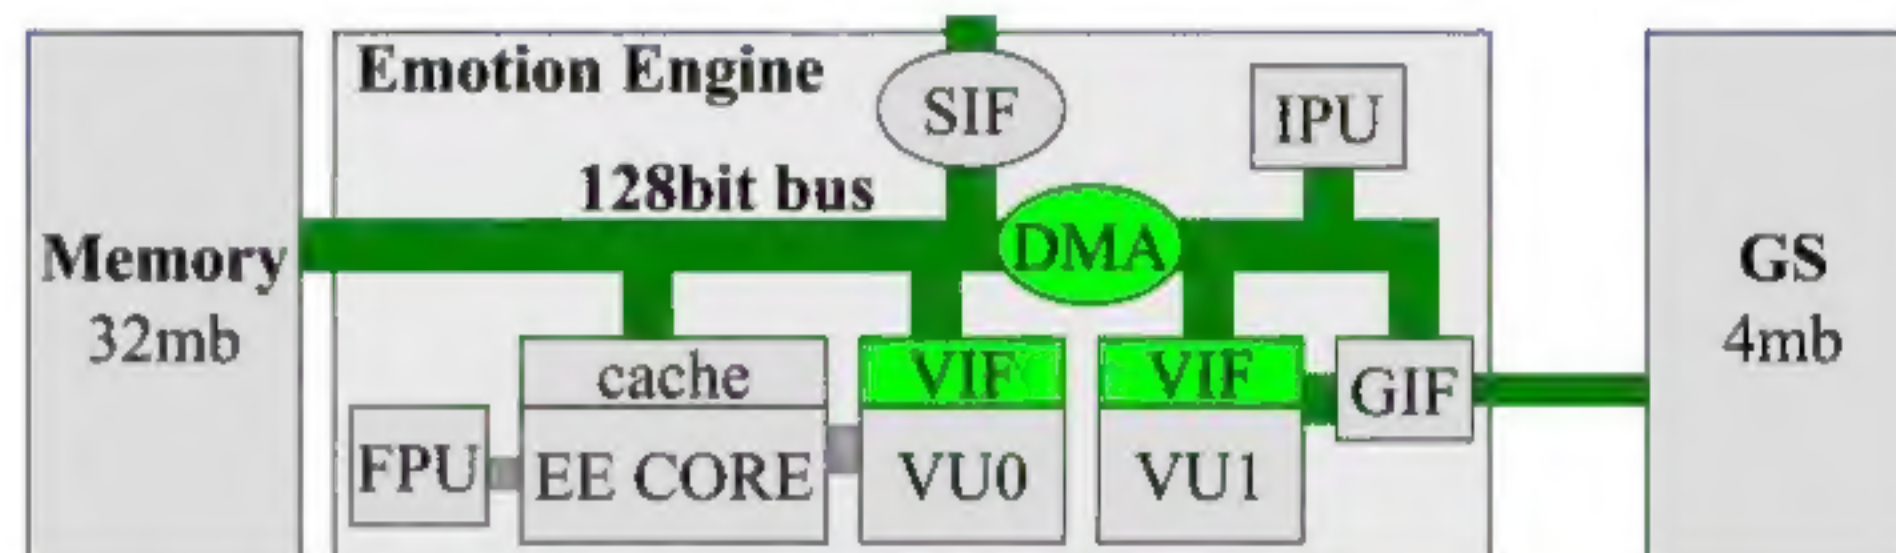 Emotion Engine
SIF
IPU
128bit bus
DMA
Memory
32mb
GS
4mb
cache
VIF
VIF
GIF
FPU
EE CORE
VU0
VU1